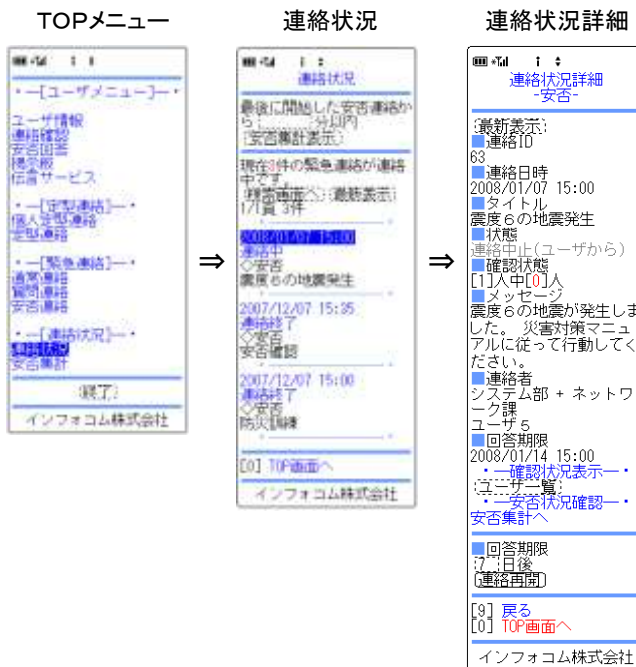 TOPメニュー
・―[ユーザメニュー]―・
ユーザ情報
連絡確認
安否回答
掲示板
伝言サービス
・―[定型連絡]―・
個人定型連絡
定型連絡
・―[緊急連絡]―・
通常連絡
質問連絡
安否連絡
・―[連絡状況]―・
連絡状況
安否集計
(終了)
インフォコム株式会社
⇒
連絡状況
連絡状況
最後に開始した安否連絡か
ら 分以内
(安否集計表示)
現在3件の緊急連絡が連絡
中です。
(最新表示)
1/1頁 3件
2008/01/07 15:00
連絡中
◇安否
震度6の地震発生
2007/12/07 15:35
連絡終了
◇安否
安否確認
2007/12/07 15:00
連絡終了
◇安否
防災訓練
[0] TOP画面へ
インフォコム株式会社
⇒
連絡状況詳細
連絡状況詳細
-安否-
(最新表示)
■連絡ID
63
■連絡日時
2008/01/07 15:00
■タイトル
震度6の地震発生
■状態
連絡中止(ユーザから)
■確認状態
[1]人中[0]人
■メッセージ
震度6の地震が発生しま
した。 災害対策マニュ
アルに従って行動してく
ださい。
■連絡者
システム部 + ネットワ
ーク課
ユーザ5
■回答期限
2008/01/14 15:00
・―確認状況表示―・
(ユーザ一覧)
・―安否状況確認―・
安否集計へ
■回答期限
[7 ]日後
(連絡再開)
[9] 戻る
[0] TOP画面へ
インフォコム株式会社